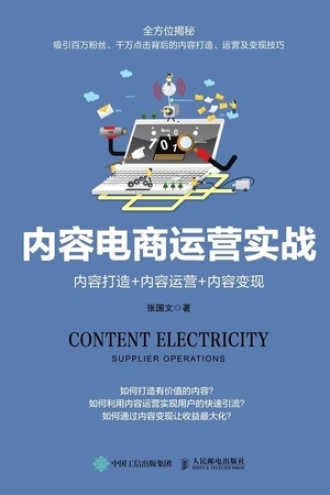 全方位揭秘
吸引百万粉丝、千万点击背后的内容打造、运营及变现技巧
101
内容电商运营实战
内容打造+内容运营+内容变现
张国文◎著
CONTENT ELECTRICITY
SUPPLIER OPERATIONS
如何打造有价值的内容?
如何利用内容运营实现用户的快速引流?
如何通过内容变现让收益最大化?
中国工信出版集团 人民邮电出版社